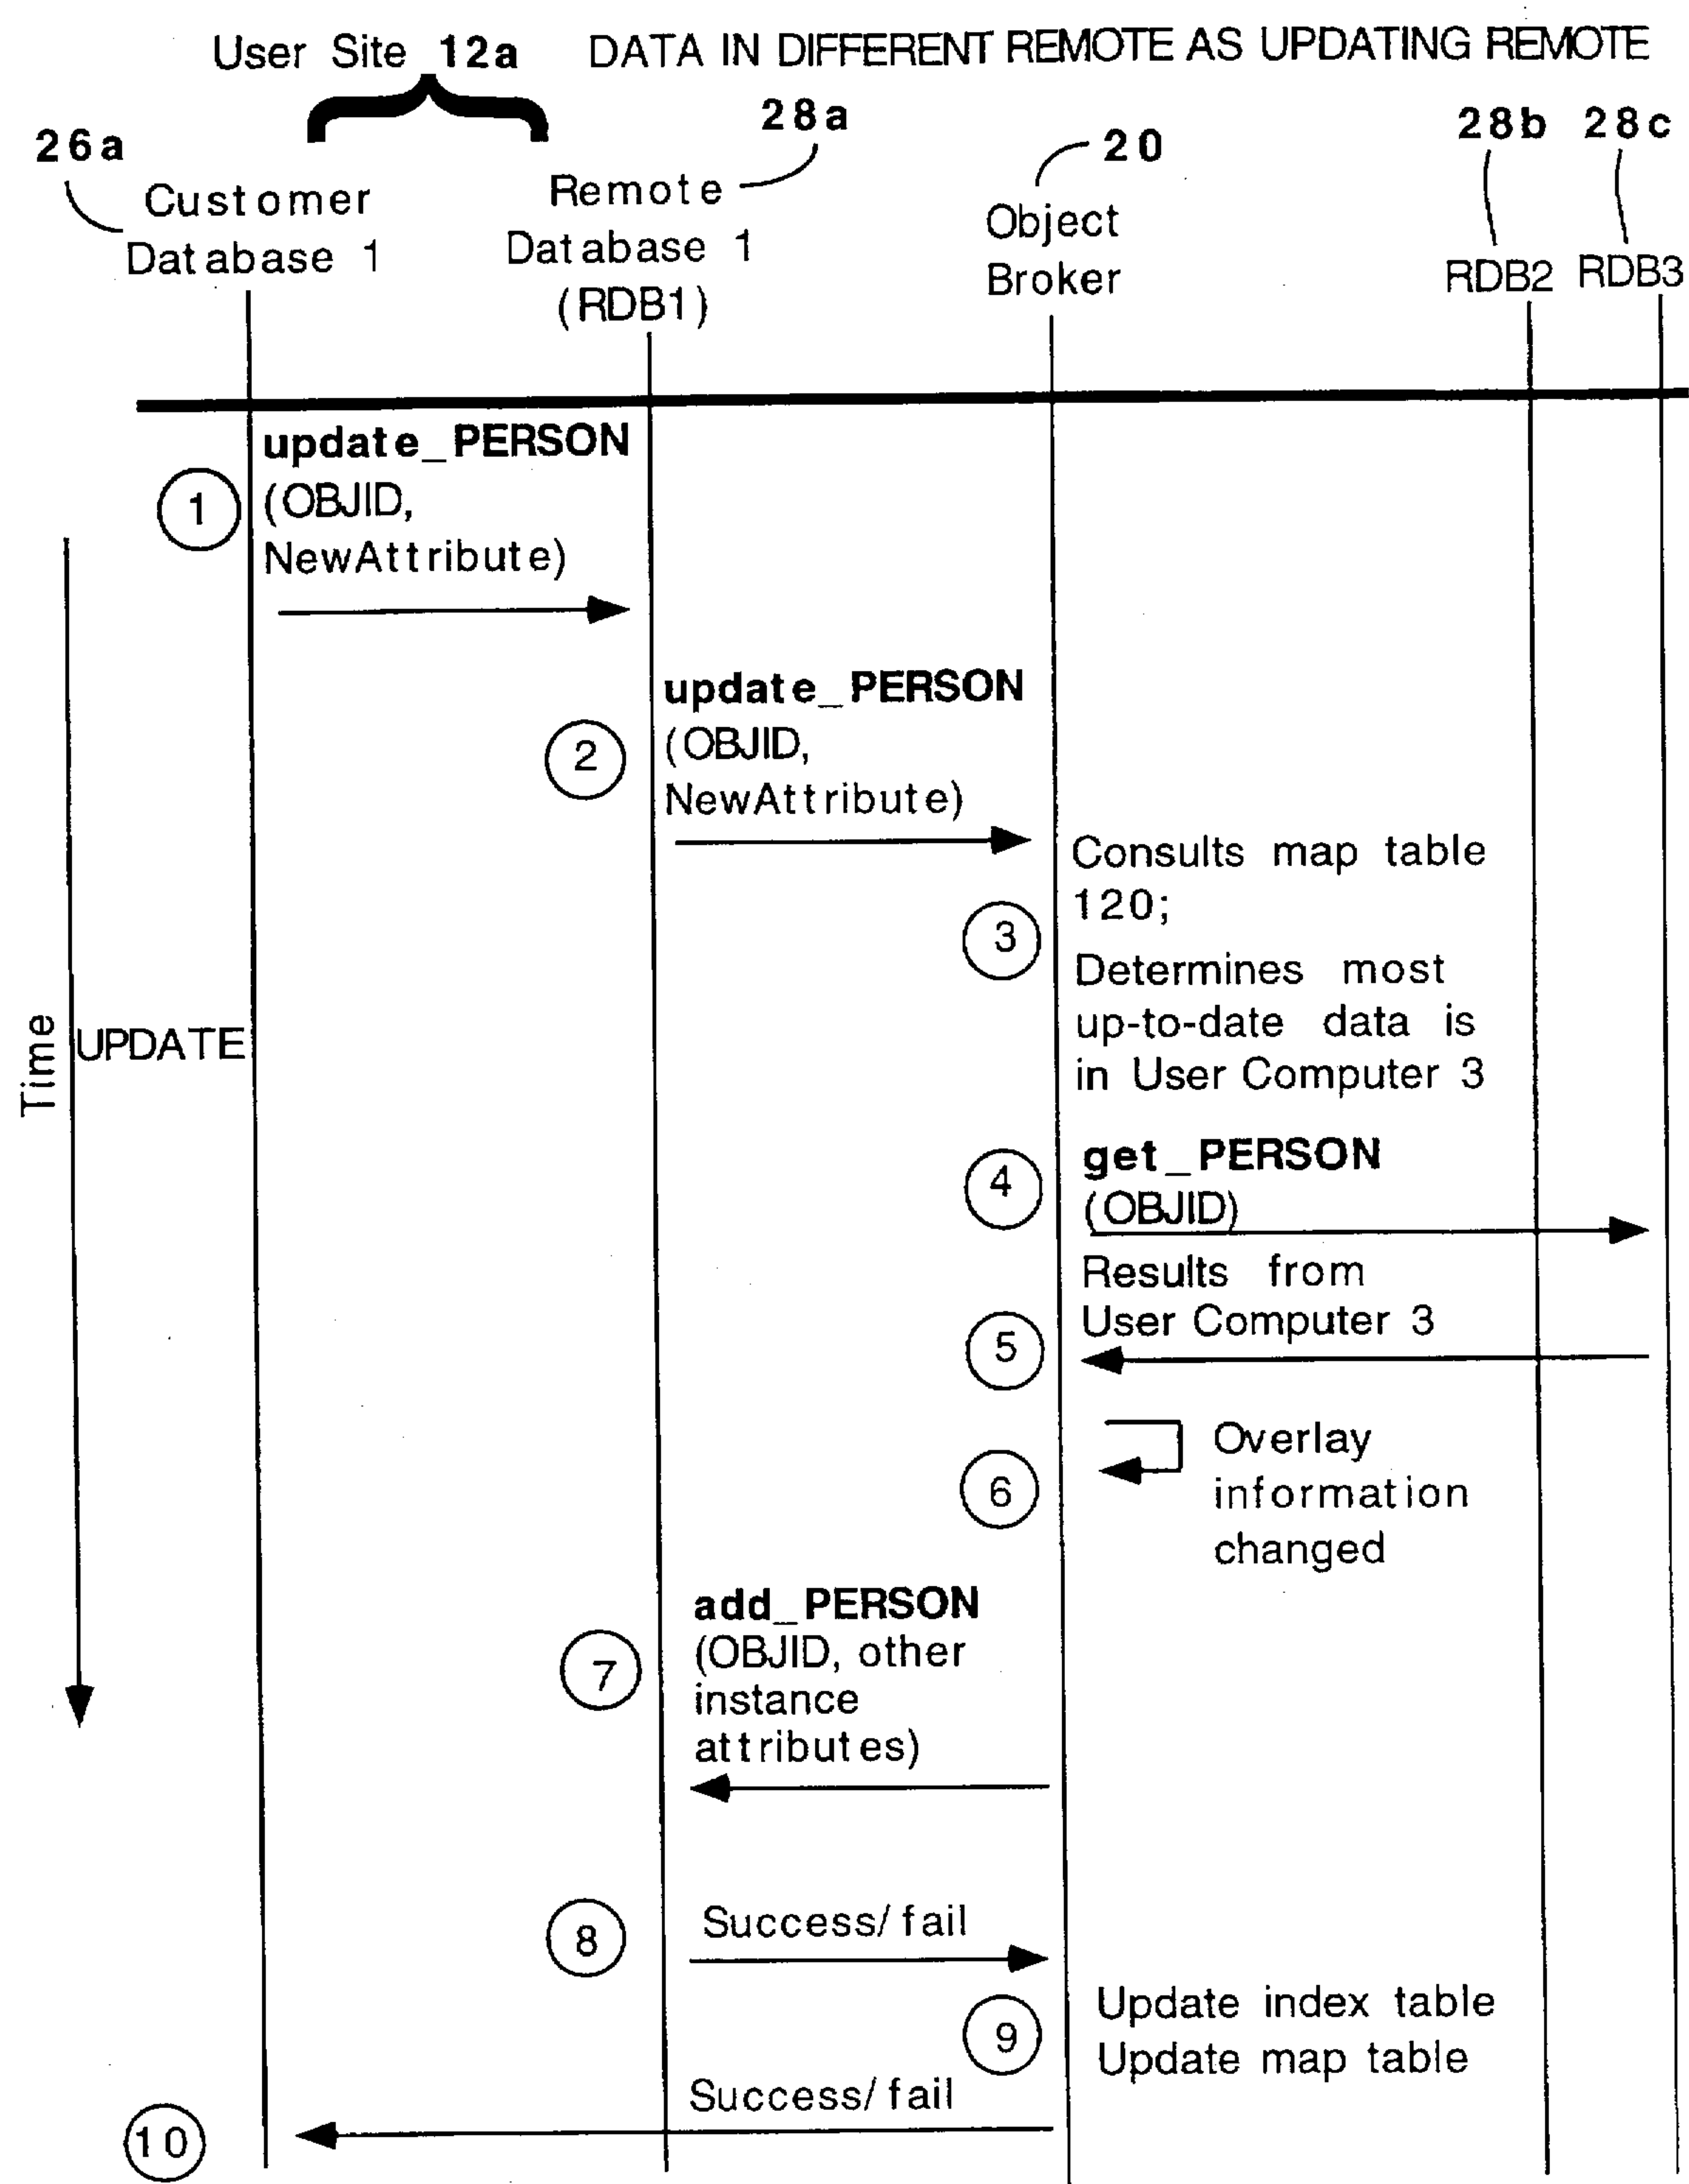 User Site 12a DATA IN DIFFERENT REMOTE AS UPDATING REMOTE
26a
28a
20
28b 28c
Customer
Database 1
Remote
Database 1
(RDB1)
Object
Broker
RDB2 RDB3
1
update_PERSON
(OBJID,
NewAttribute)
2
update_PERSON
(OBJID,
NewAttribute)
3
Consults map table
120;
Determines most
up-to-date data is
in User Computer 3
Time
UPDATE
4
get_PERSON
(OBJID)
5
Results from
User Computer 3
6
Overlay
information
changed
7
add_PERSON
(OBJID, other
instance
attributes)
8
Success/fail
9
Update index table
Update map table
10
Success/fail